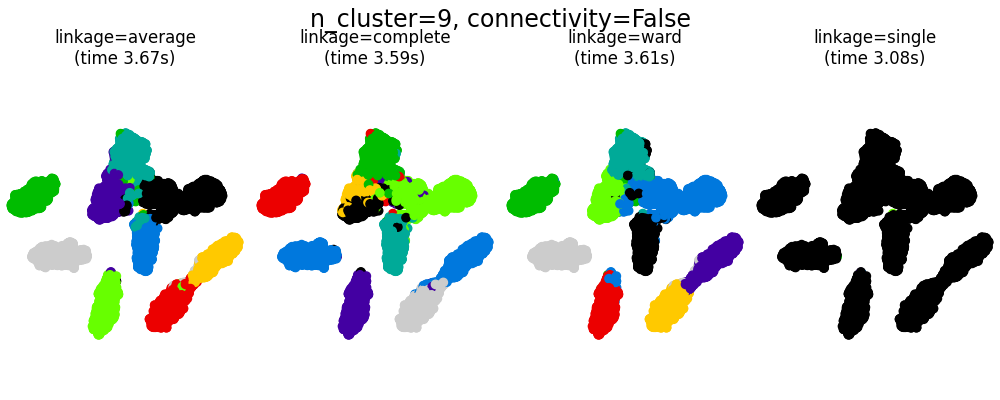 n_cluster=9, connectivity=False
linkage=average
(time 3.67s)
linkage=complete
(time 3.59s)
linkage=ward
(time 3.61s)
linkage=single
(time 3.08s)